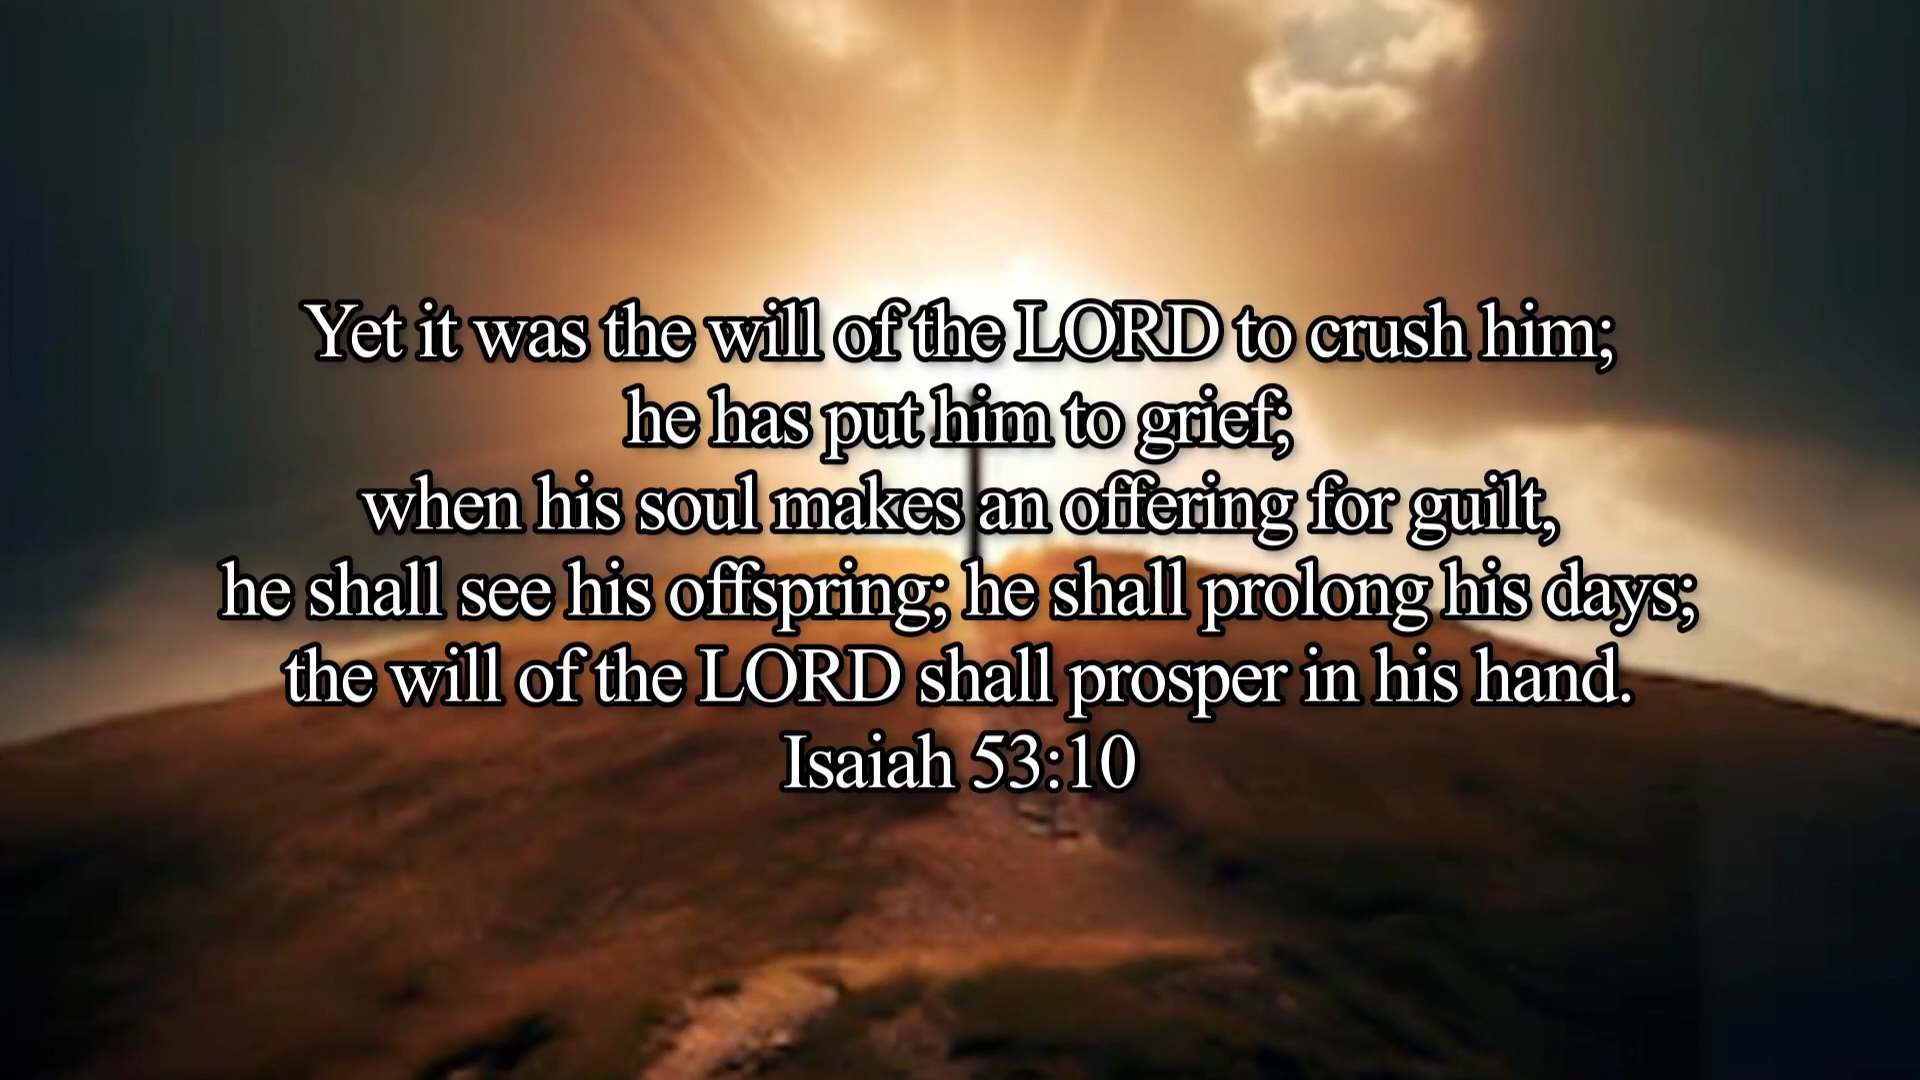 Yet it was the will of the LORD to crush him;
he has put him to grief;
when his soul makes an offering for guilt,
he shall see his offspring; he shall prolong his days;
the will of the LORD shall prosper in his hand.
Isaiah 53:10